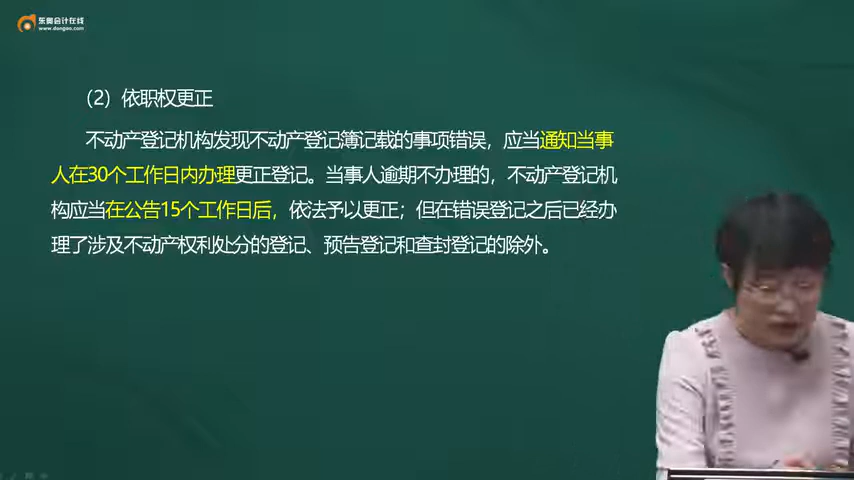 东奥会计在线
www.dongao.com
（2）依职权更正
不动产登记机构发现不动产登记簿记载的事项错误，应当通知当事
人在30个工作日内办理更正登记。当事人逾期不办理的，不动产登记机
构应当在公告15个工作日后，依法予以更正；但在错误登记之后已经办
理了涉及不动产权利处分的登记、预告登记和查封登记的除外。